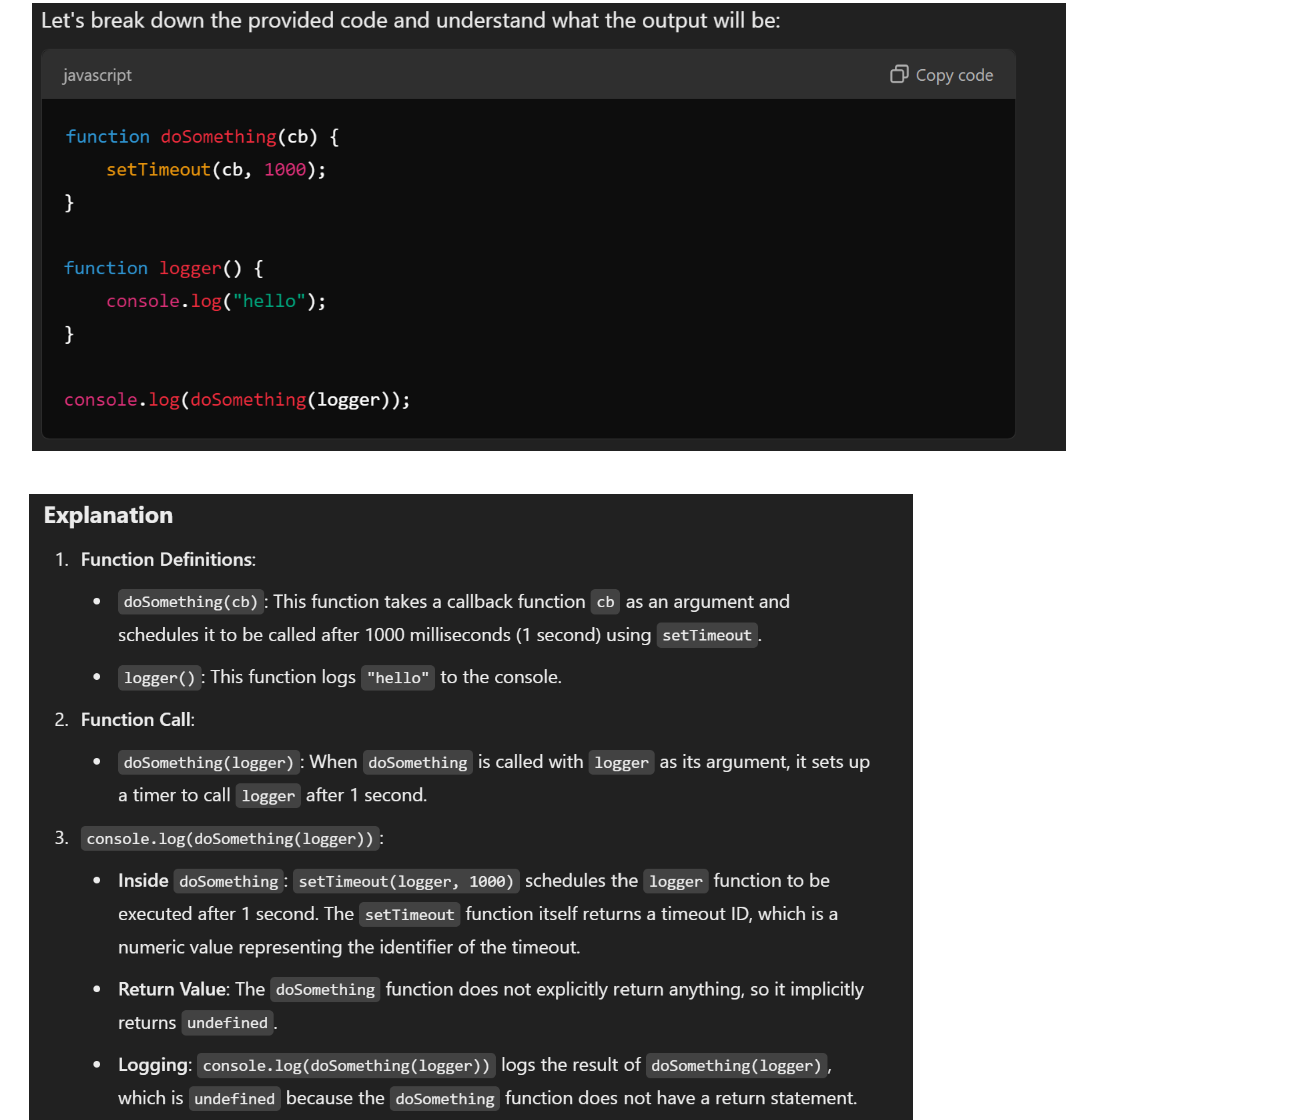 Let's break down the provided code and understand what the output will be:
javascript
Copy code
function doSomething(cb) {
    setTimeout(cb, 1000);
}
function logger() {
    console.log("hello");
}
console.log(doSomething(logger));
Explanation
1. Function Definitions:
• doSomething(cb) : This function takes a callback function cb as an argument and
schedules it to be called after 1000 milliseconds (1 second) using setTimeout .
• logger() : This function logs "hello" to the console.
2. Function Call:
• doSomething(logger) : When doSomething is called with logger as its argument, it sets up
a timer to call logger after 1 second.
3. console.log(doSomething(logger)) :
• Inside doSomething : setTimeout(logger, 1000) schedules the logger function to be
executed after 1 second. The setTimeout function itself returns a timeout ID, which is a
numeric value representing the identifier of the timeout.
• Return Value: The doSomething function does not explicitly return anything, so it implicitly
returns undefined .
• Logging: console.log(doSomething(logger)) logs the result of doSomething(logger) ,
which is undefined because the doSomething function does not have a return statement.